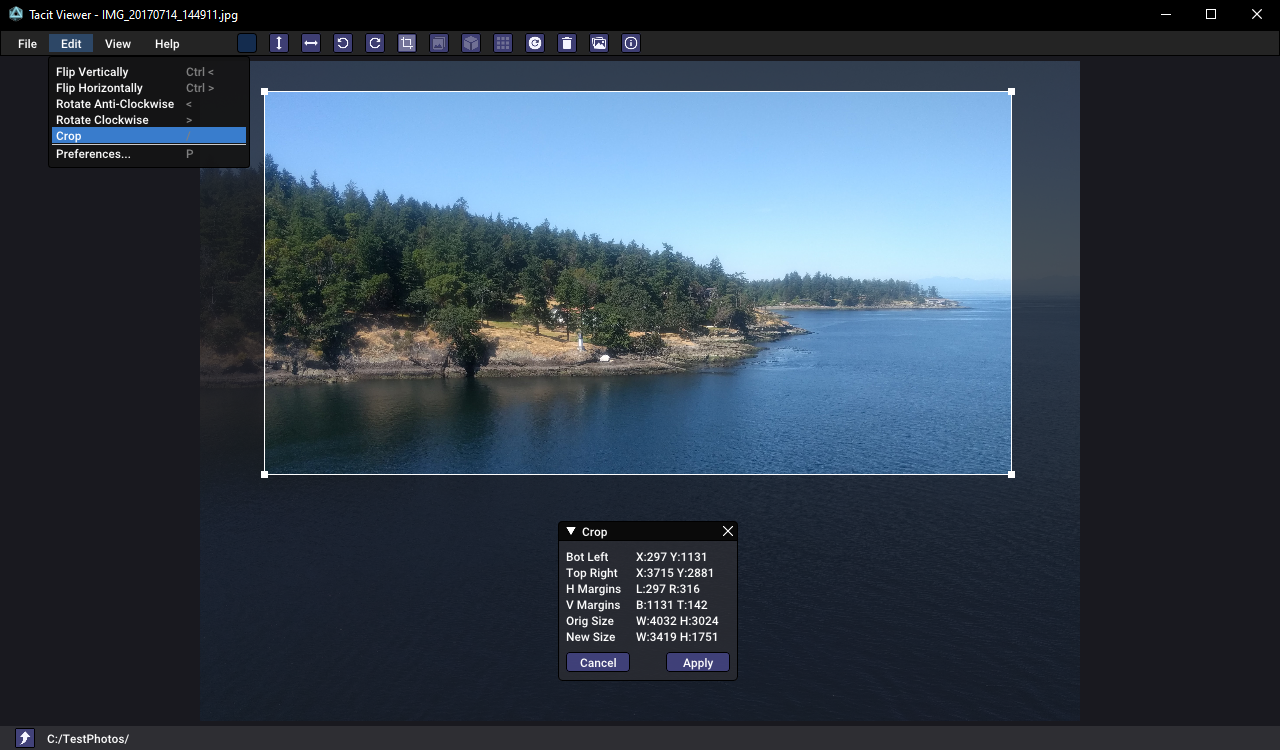 Tacit Viewer - IMG_20170714_144911.jpg
File Edit View Help
Flip Vertically Ctrl <
Flip Horizontally Ctrl >
Rotate Anti-Clockwise <
Rotate Clockwise >
Crop /
Preferences... P
Crop
Bot Left X:297 Y:1131
Top Right X:3715 Y:2881
H Margins L:297 R:316
V Margins B:1131 T:142
Orig Size W:4032 H:3024
New Size W:3419 H:1751
Cancel Apply
C:/TestPhotos/